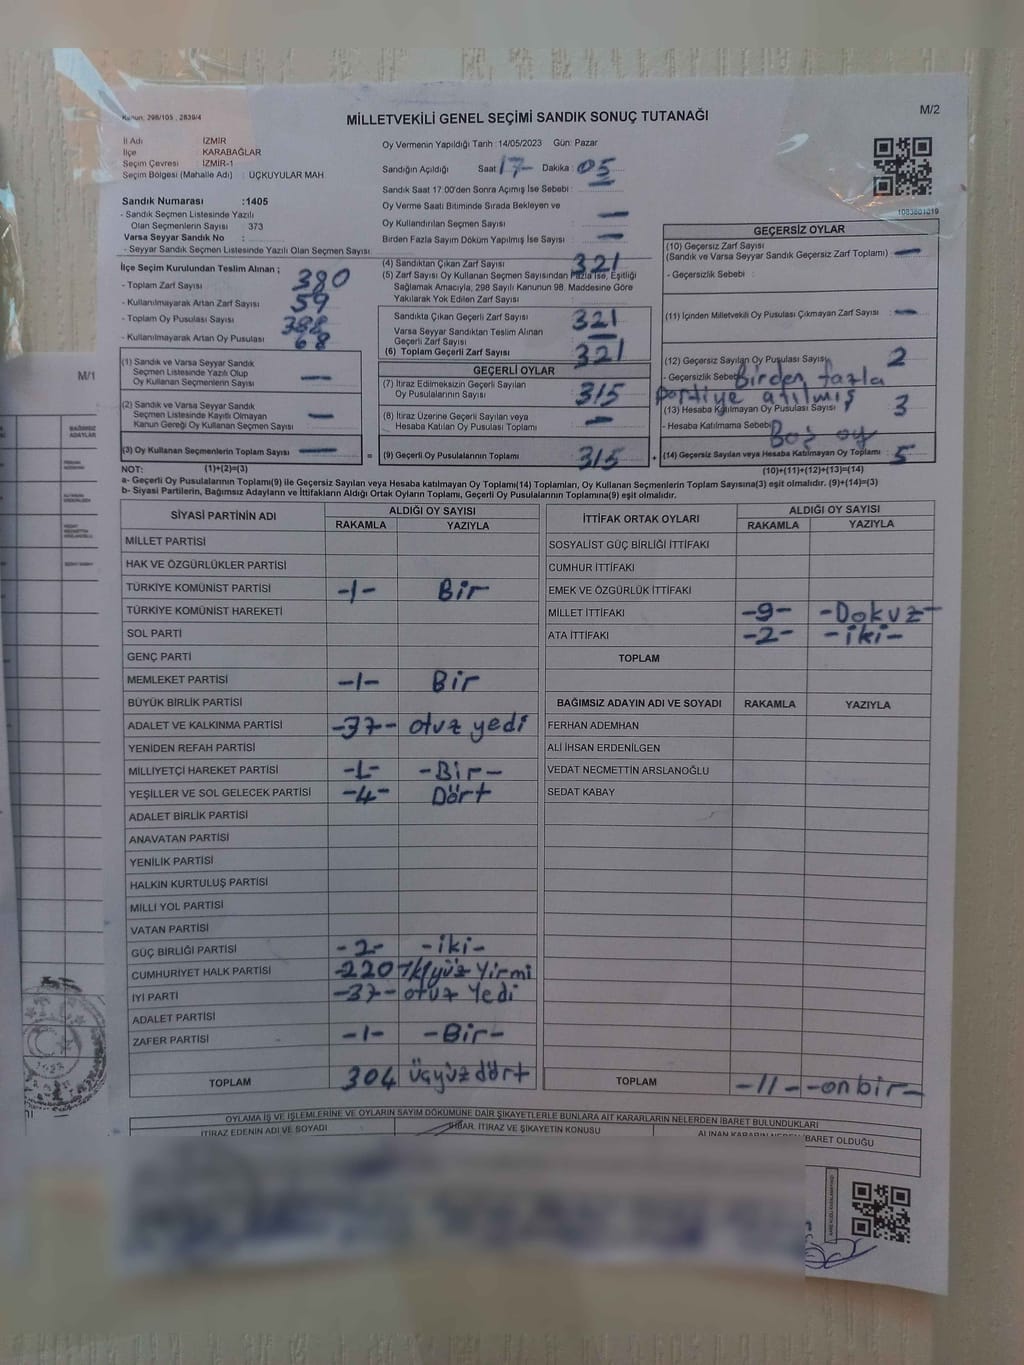 Kanun, 298/105 , 2839/4
MİLLETVEKİLİ GENEL SEÇİMİ SANDIK SONUÇ TUTANAĞI
M/2
İl Adı İZMİR
İlçe KARABAĞLAR
Seçim Çevresi : İZMİR-1
Seçim Bölgesi (Mahalle Adı) : ÜÇKUYULAR MAH
Sandık Numarası :1405
- Sandık Seçmen Listesinde Yazılı
Olan Seçmenlerin Sayısı : 373
Varsa Seyyar Sandık No :
- Seyyar Sandık Seçmen Listesinde Yazılı Olan Seçmen Sayısı:
Oy Vermenin Yapıldığı Tarih :14/05/2023 Gün: Pazar
Sandığın Açıldığı Saat 17- Dakika : 05
Sandık Saat 17:00'den Sonra Açımış İse Sebebi :
Oy Verme Saati Bitiminde Sırada Bekleyen ve
Oy Kullandırılan Seçmen Sayısı : —
Birden Fazla Sayım Döküm Yapılmış İse Sayısı : —
1083801019
İlçe Seçim Kurulundan Teslim Alınan ;
- Toplam Zarf Sayısı : 380
- Kullanılmayarak Artan Zarf Sayısı : 59
- Toplam Oy Pusulası Sayısı : 388
- Kullanılmayarak Artan Oy Pusulası : 68
(4) Sandıktan Çıkan Zarf Sayısı : 321
(5) Zarf Sayısı Oy Kullanan Seçmen Sayısından Fazla İse, Eşitliği
Sağlamak Amacıyla, 298 Sayılı Kanunun 98. Maddesine Göre
Yakılarak Yok Edilen Zarf Sayısı :
Sandıkta Çıkan Geçerli Zarf Sayısı : 321
Varsa Seyyar Sandıktan Teslim Alınan
Geçerli Zarf Sayısı : —
(6) Toplam Geçerli Zarf Sayısı : 321
GEÇERSİZ OYLAR
(10) Geçersiz Zarf Sayısı
(Sandık ve Varsa Seyyar Sandık Geçersiz Zarf Toplamı) : —
- Geçersizlik Sebebi :
(11) İçinden Milletvekili Oy Pusulası Çıkmayan Zarf Sayısı : —
(12) Geçersiz Sayılan Oy Pusulası Sayısı 2
- Geçersizlik Sebebi Birden fazla
partiye atılmış
(13) Hesaba Katılmayan Oy Pusulası Sayısı : 3
- Hesaba Katılmama Sebebi Boş oy
(14) Geçersiz Sayılan veya Hesaba Katılmayan Oy Toplamı : 5
(10)+(11)+(12)+(13)=(14)
(1) Sandık ve Varsa Seyyar Sandık
Seçmen Listesinde Yazılı Olup
Oy Kullanan Seçmenlerin Sayısı : —
(2) Sandık ve Varsa Seyyar Sandık
Seçmen Listesinde Kayıtlı Olmayan
Kanun Gereği Oy Kullanan Seçmen Sayısı : —
(3) Oy Kullanan Seçmenlerin Toplam Sayısı : —
(1)+(2)=(3)
GEÇERLİ OYLAR
(7) İtiraz Edilmeksizin Geçerli Sayılan
Oy Pusulalarının Sayısı : 315
(8) İtiraz Üzerine Geçerli Sayılan veya
Hesaba Katılan Oy Pusulası Toplamı : —
= (9) Geçerli Oy Pusulalarının Toplamı : 315 +
NOT:
a- Geçerli Oy Pusulalarının Toplamı(9) ile Geçersiz Sayılan veya Hesaba katılmayan Oy Toplamı(14) Toplamları, Oy Kullanan Seçmenlerin Toplam Sayısına(3) eşit olmalıdır. (9)+(14)=(3)
b- Siyasi Partilerin, Bağımsız Adayların ve İttifakların Aldığı Ortak Oyların Toplamı, Geçerli Oy Pusulalarının Toplamına(9) eşit olmalıdır.
SİYASİ PARTİNİN ADI ALDIĞI OY SAYISI
RAKAMLA YAZIYLA
MİLLET PARTİSİ
HAK VE ÖZGÜRLÜKLER PARTİSİ
TÜRKİYE KOMÜNİST PARTİSİ -1- Bir
TÜRKİYE KOMÜNİST HAREKETİ
SOL PARTİ
GENÇ PARTİ
MEMLEKET PARTİSİ -1- Bir
BÜYÜK BİRLİK PARTİSİ
ADALET VE KALKINMA PARTİSİ -37- otuz yedi
YENİDEN REFAH PARTİSİ
MİLLİYETÇİ HAREKET PARTİSİ -1- -Bir-
YEŞİLLER VE SOL GELECEK PARTİSİ -4- Dört
ADALET BİRLİK PARTİSİ
ANAVATAN PARTİSİ
YENİLİK PARTİSİ
HALKIN KURTULUŞ PARTİSİ
MİLLİ YOL PARTİSİ
VATAN PARTİSİ
GÜÇ BİRLİĞİ PARTİSİ -2- -iki-
CUMHURİYET HALK PARTİSİ -220 ikiyüz Yirmi
İYİ PARTİ -37- otuz Yedi
ADALET PARTİSİ
ZAFER PARTİSİ -1- -Bir-
TOPLAM 304 üçyüzdört
İTTİFAK ORTAK OYLARI ALDIĞI OY SAYISI
RAKAMLA YAZIYLA
SOSYALİST GÜÇ BİRLİĞİ İTTİFAKI
CUMHUR İTTİFAKI
EMEK VE ÖZGÜRLÜK İTTİFAKI
MİLLET İTTİFAKI -9- -Dokuz-
ATA İTTİFAKI -2- -iki-
TOPLAM
BAĞIMSIZ ADAYIN ADI VE SOYADI RAKAMLA YAZIYLA
FERHAN ADEMHAN
ALİ İHSAN ERDENİLGEN
VEDAT NECMETTİN ARSLANOĞLU
SEDAT KABAY
TOPLAM -11- -onbir-
OYLAMA İŞ VE İŞLEMLERİNE VE OYLARIN SAYIM DÖKÜMÜNE DAİR ŞİKAYETLERLE BUNLARA AİT KARARLARIN NELERDEN İBARET BULUNDUKLARI
İTİRAZ EDENİN ADI VE SOYADI İHBAR, İTİRAZ VE ŞİKAYETİN KONUSU ALINAN KARARIN NEDEN İBARET OLDUĞU
M/1
BAĞIMSIZ
ADAYLAR